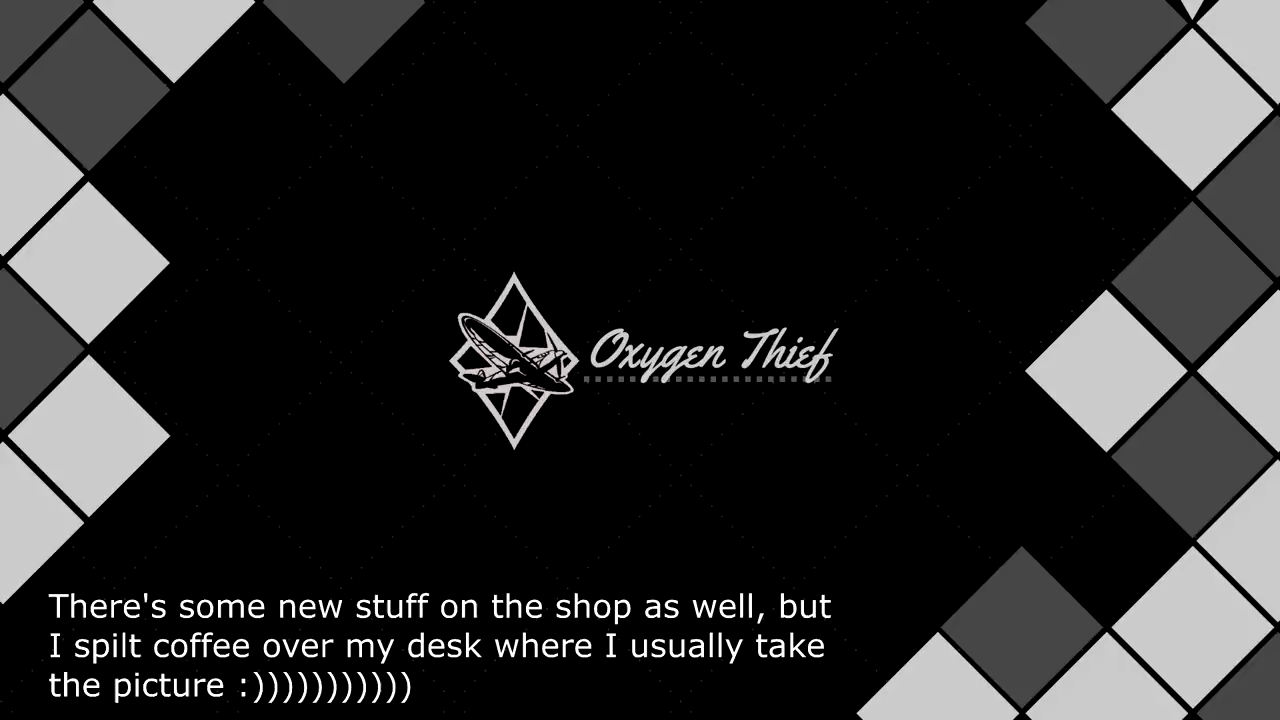 Oxygen Thief
There's some new stuff on the shop as well, but
I spilt coffee over my desk where I usually take
the picture :)))))))))))